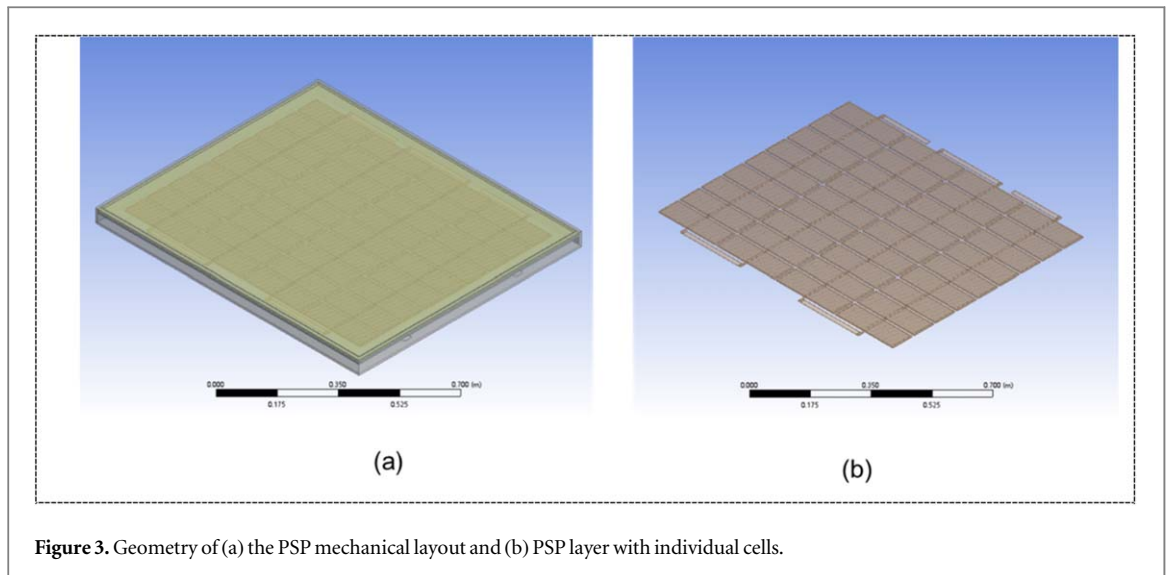 0.000 0.350 0.700 (m)
0.175 0.525
(a)
0.000 0.350 0.700 (m)
0.175 0.525
(b)
Figure 3. Geometry of (a) the PSP mechanical layout and (b) PSP layer with individual cells.